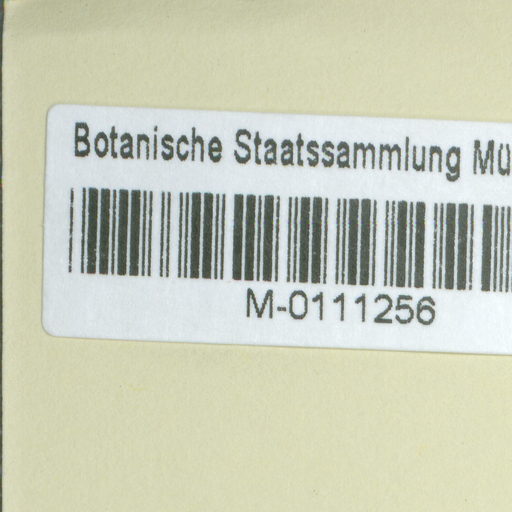 Botanische Staatssammlung Mü
M-0111256